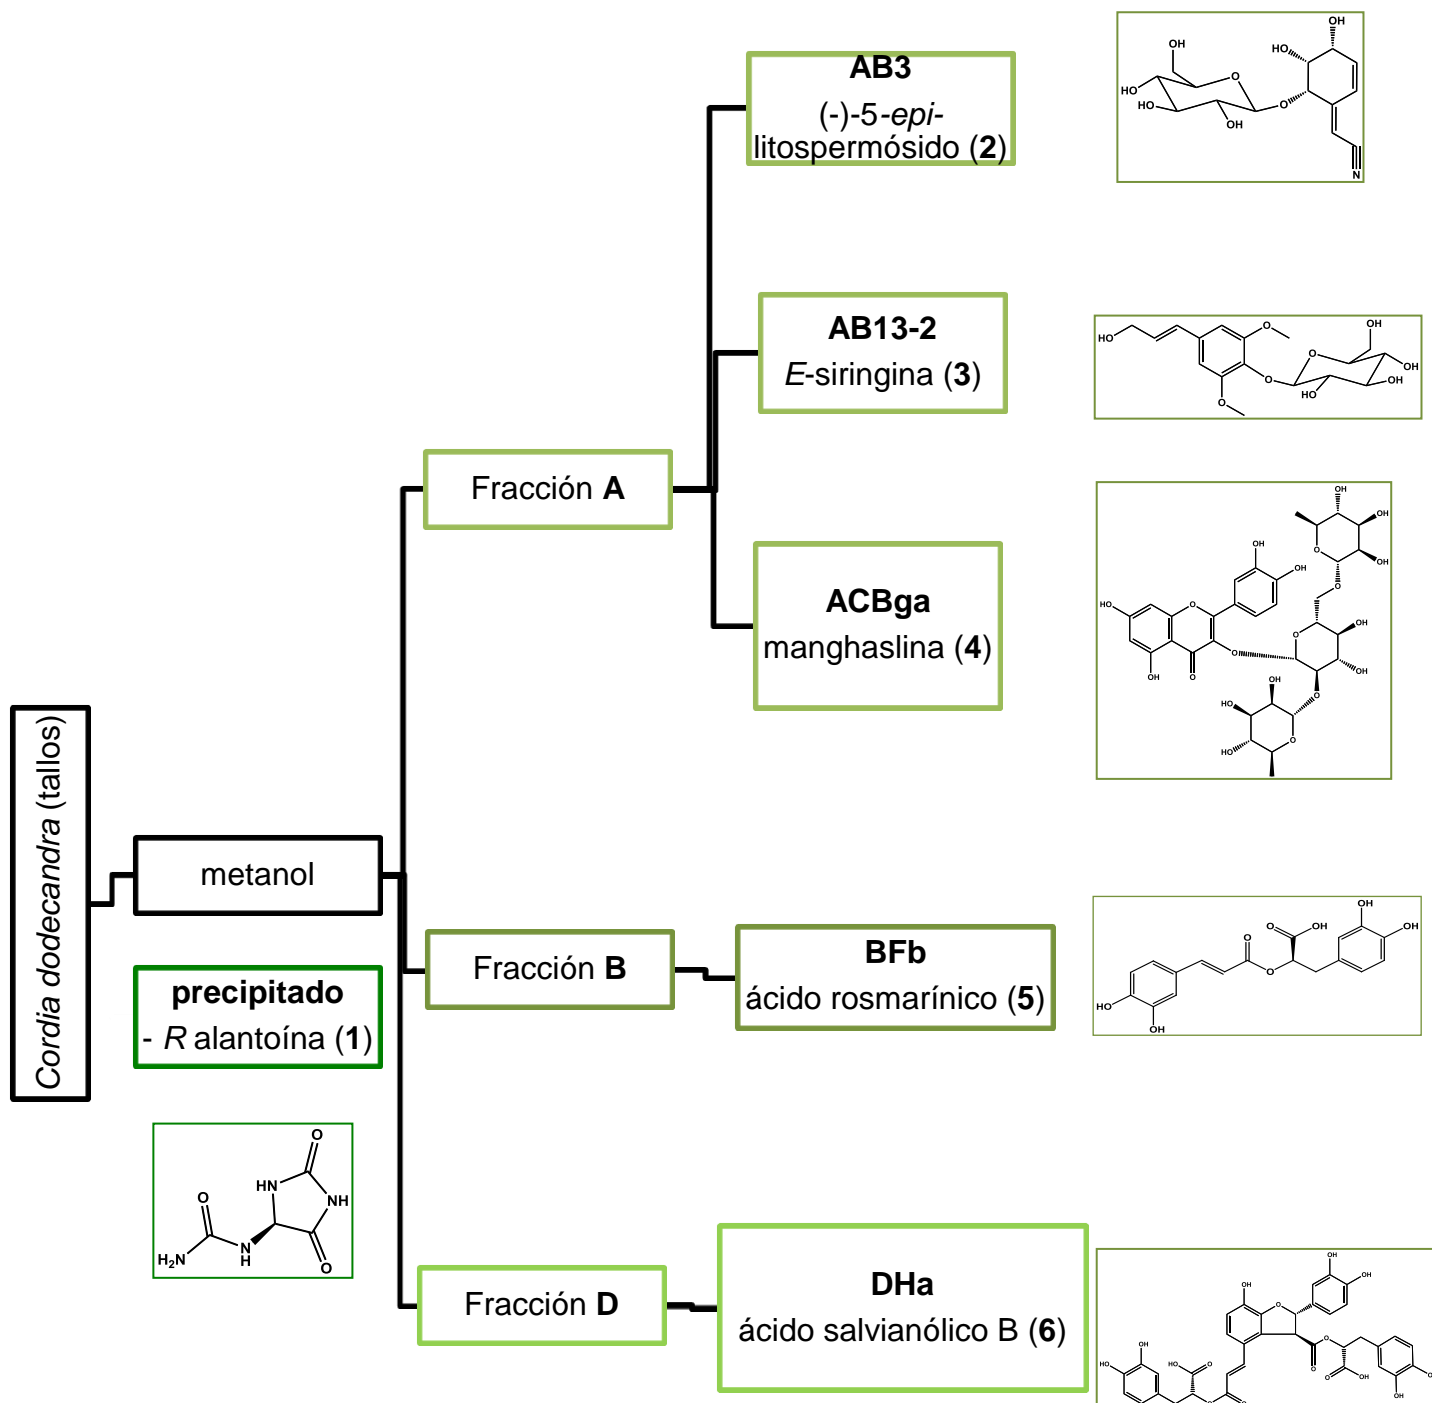 Cordia dodecandra (tallos)
metanol
precipitado
- R alantoína (1)
Fracción A
Fracción B
Fracción D
AB3
(-)-5-epi-
litospermósido (2)
AB13-2
E-siringina (3)
ACBga
manghaslina (4)
BFb
ácido rosmarínico (5)
DHa
ácido salvianólico B (6)